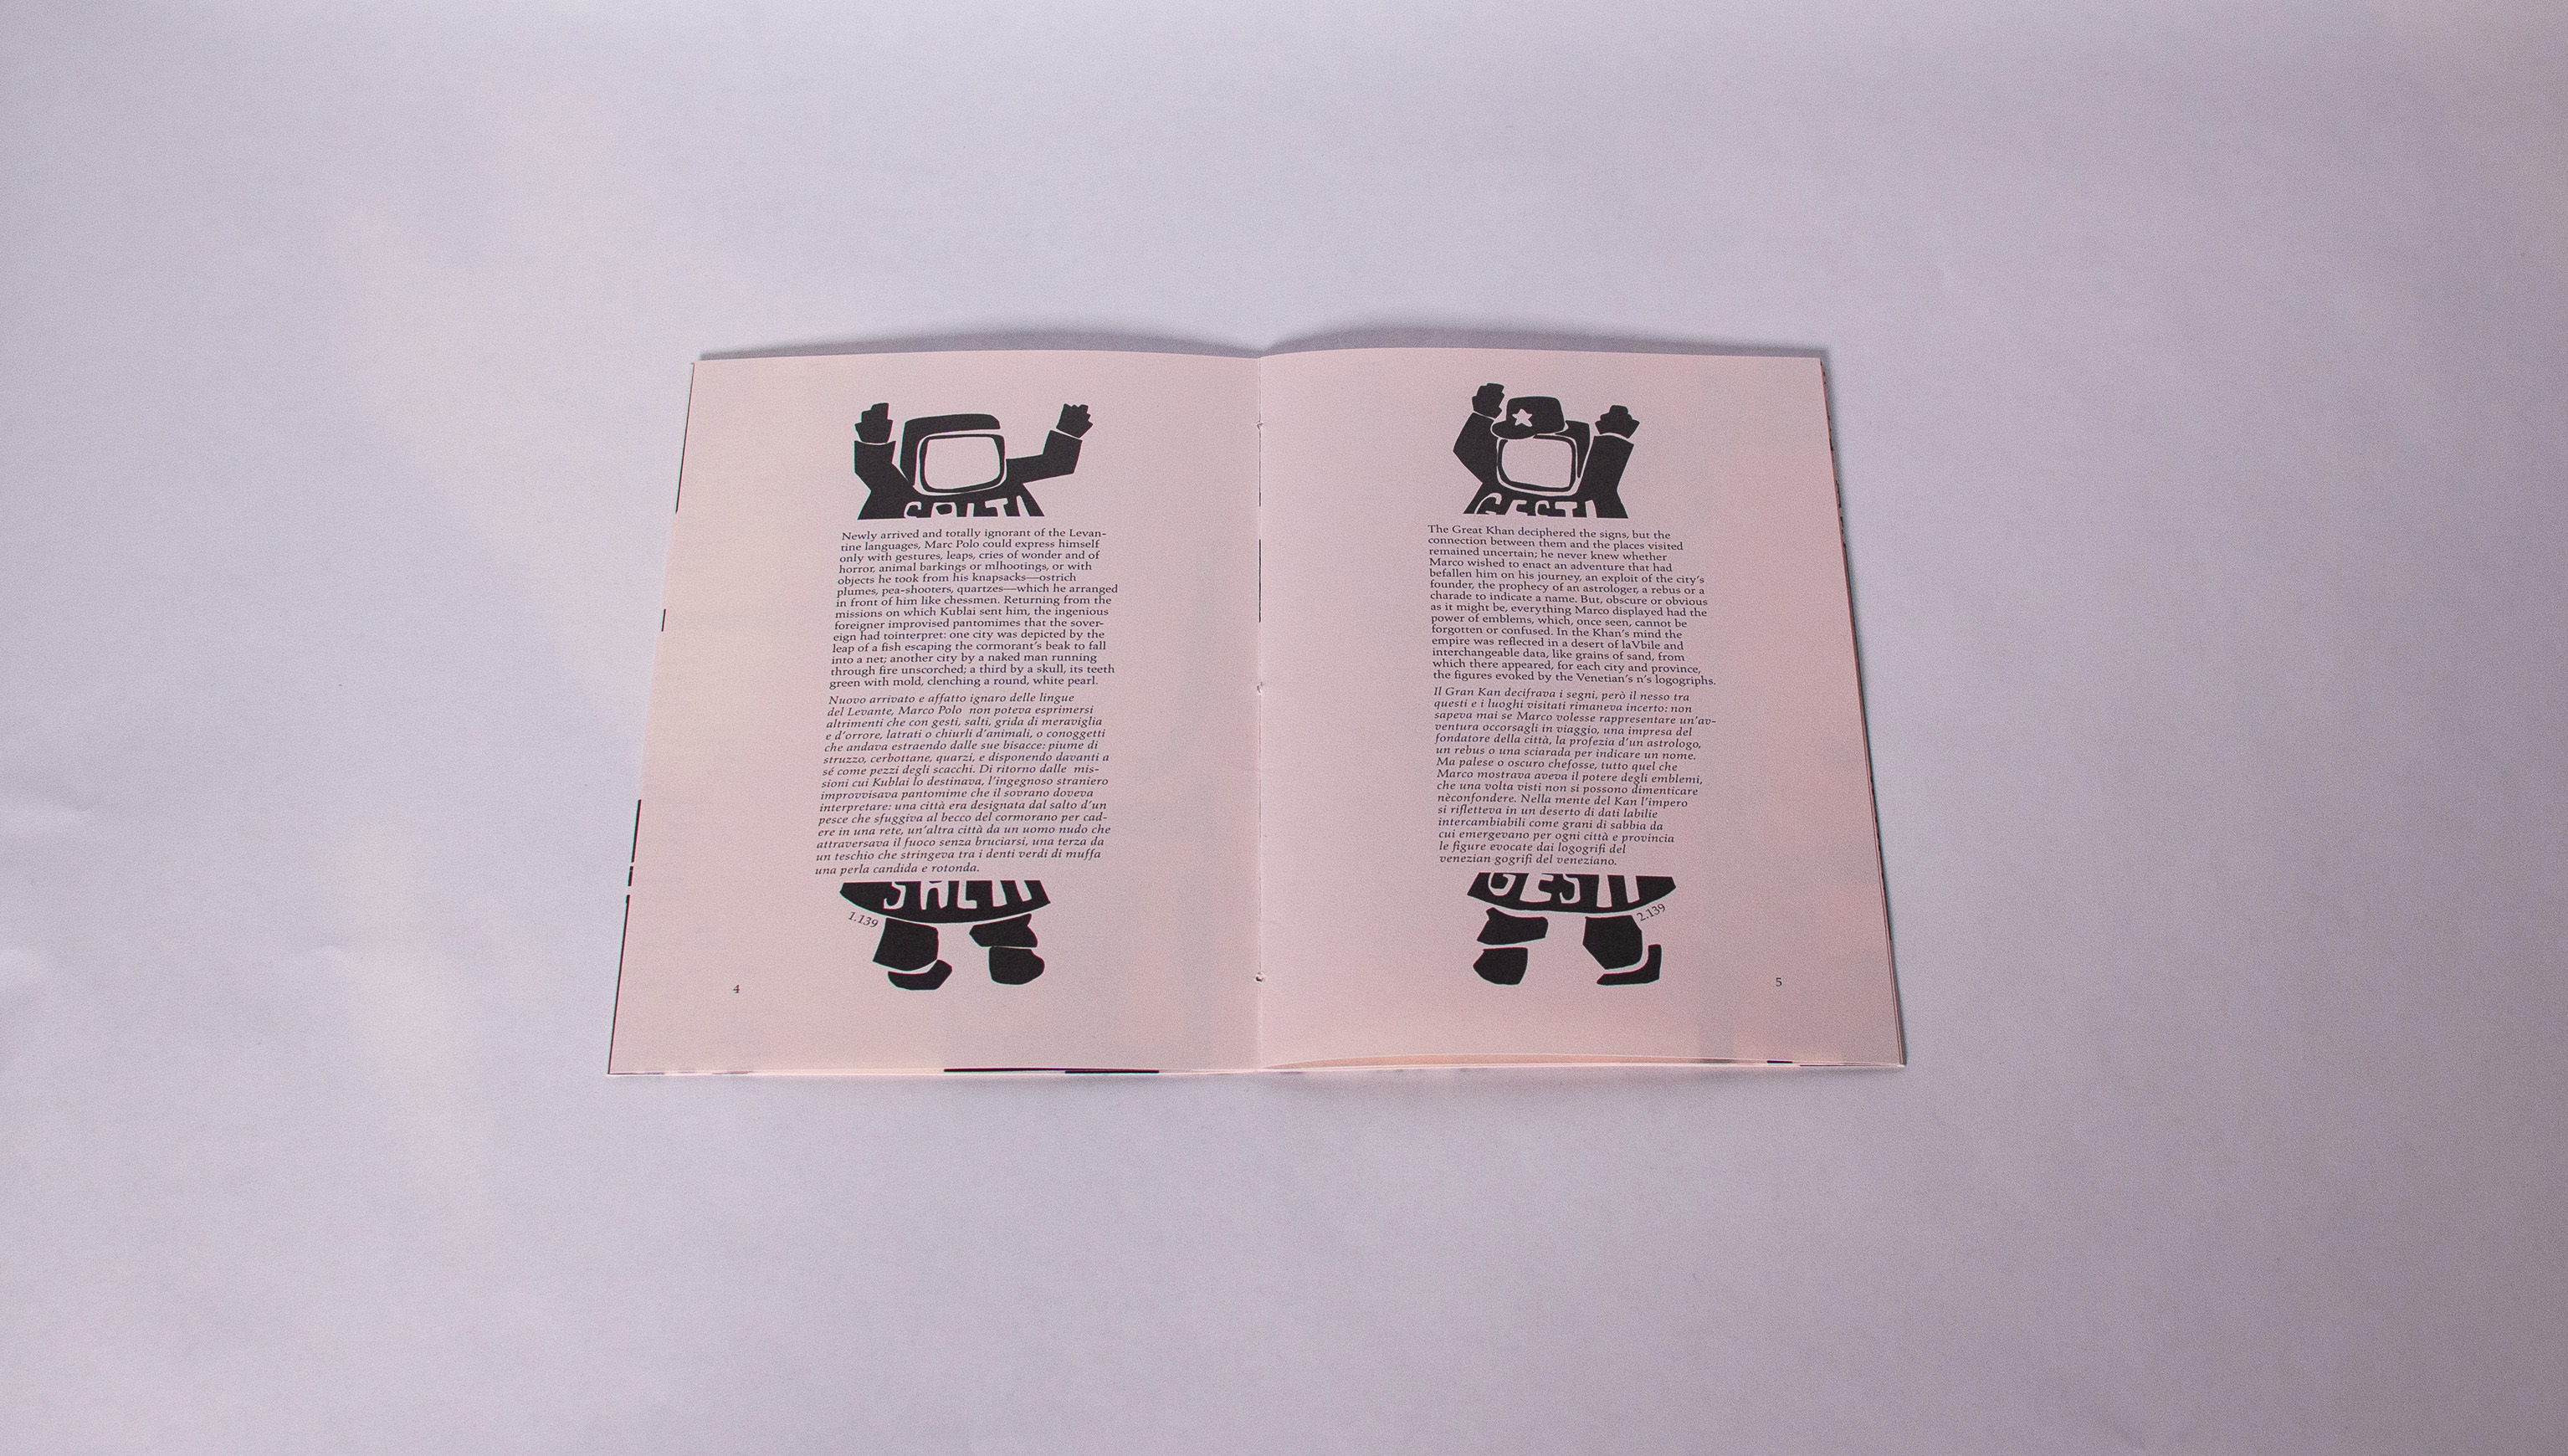 SALTI
Newly arrived and totally ignorant of the Levan-
tine languages, Marc Polo could express himself
only with gestures, leaps, cries of wonder and of
horror, animal barkings or mlhootings, or with
objects he took from his knapsacks—ostrich
plumes, pea-shooters, quartzes—which he arranged
in front of him like chessmen. Returning from the
missions on which Kublai sent him, the ingenious
foreigner improvised pantomimes that the sover-
eign had tointerpret: one city was depicted by the
leap of a fish escaping the cormorant's beak to fall
into a net; another city by a naked man running
through fire unscorched; a third by a skull, its teeth
green with mold, clenching a round, white pearl.
Nuovo arrivato e affatto ignaro delle lingue
del Levante, Marco Polo non poteva esprimersi
altrimenti che con gesti, salti, grida di meraviglia
e d'orrore, latrati o chiurli d'animali, o conoggetti
che andava estraendo dalle sue bisacce: piume di
struzzo, cerbottane, quarzi, e disponendo davanti a
sé come pezzi degli scacchi. Di ritorno dalle mis-
sioni cui Kublai lo destinava, l'ingegnoso straniero
improvvisava pantomime che il sovrano doveva
interpretare: una città era designata dal salto d'un
pesce che sfuggiva al becco del cormorano per cad-
ere in una rete, un'altra città da un uomo nudo che
attraversava il fuoco senza bruciarsi, una terza da
un teschio che stringeva tra i denti verdi di muffa
una perla candida e rotonda.
SALTI
1.139
4
GESTI
The Great Khan deciphered the signs, but the
connection between them and the places visited
remained uncertain; he never knew whether
Marco wished to enact an adventure that had
befallen him on his journey, an exploit of the city's
founder, the prophecy of an astrologer, a rebus or a
charade to indicate a name. But, obscure or obvious
as it might be, everything Marco displayed had the
power of emblems, which, once seen, cannot be
forgotten or confused. In the Khan's mind the
empire was reflected in a desert of laVbile and
interchangeable data, like grains of sand, from
which there appeared, for each city and province,
the figures evoked by the Venetian's n's logogriphs.
Il Gran Kan decifrava i segni, però il nesso tra
questi e i luoghi visitati rimaneva incerto: non
sapeva mai se Marco volesse rappresentare un'av-
ventura occorsagli in viaggio, una impresa del
fondatore della città, la profezia d'un astrologo,
un rebus o una sciarada per indicare un nome.
Ma palese o oscuro chefosse, tutto quel che
Marco mostrava aveva il potere degli emblemi,
che una volta visti non si possono dimenticare
nèconfondere. Nella mente del Kan l'impero
si rifletteva in un deserto di dati labilie
intercambiabili come grani di sabbia da
cui emergevano per ogni città e provincia
le figure evocate dai logogrifi del
venezian gogrifi del veneziano.
GESTI
2.139
5